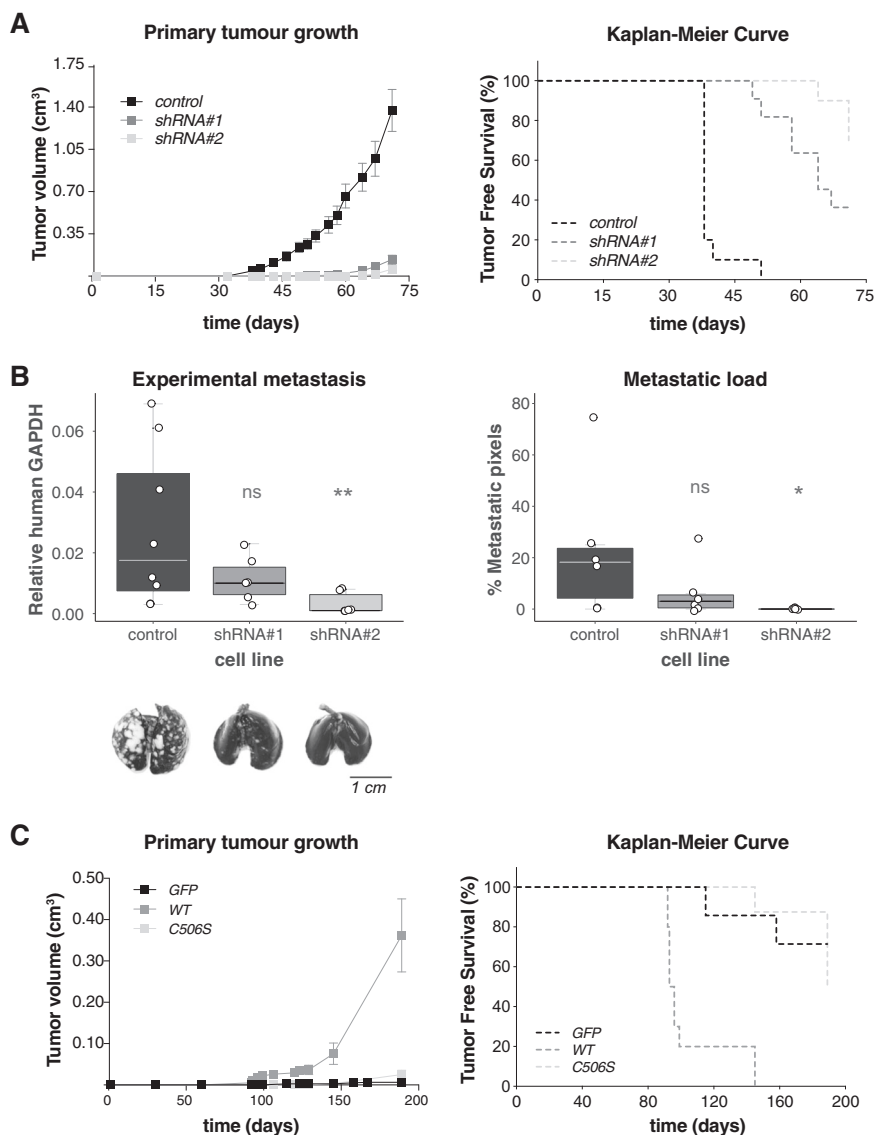 A
Primary tumour growth
Tumor volume (cm³)
1.75
1.40
1.05
0.70
0.35
control
shRNA#1
shRNA#2
0 15 30 45 60 75
time (days)
Kaplan-Meier Curve
Tumor Free Survival (%)
100
80
60
40
20
0
control
shRNA#1
shRNA#2
0 15 30 45 60 75
time (days)
B
Experimental metastasis
Relative human GAPDH
0.06
0.04
0.02
0.00
ns
**
control shRNA#1 shRNA#2
cell line
1 cm
Metastatic load
% Metastatic pixels
80
60
40
20
0
ns
*
control shRNA#1 shRNA#2
cell line
C
Primary tumour growth
Tumor volume (cm³)
0.50
0.40
0.30
0.20
0.10
GFP
WT
C506S
0 50 100 150 200
time (days)
Kaplan-Meier Curve
Tumor Free Survival (%)
100
80
60
40
20
0
GFP
WT
C506S
0 40 80 120 160 200
time (days)